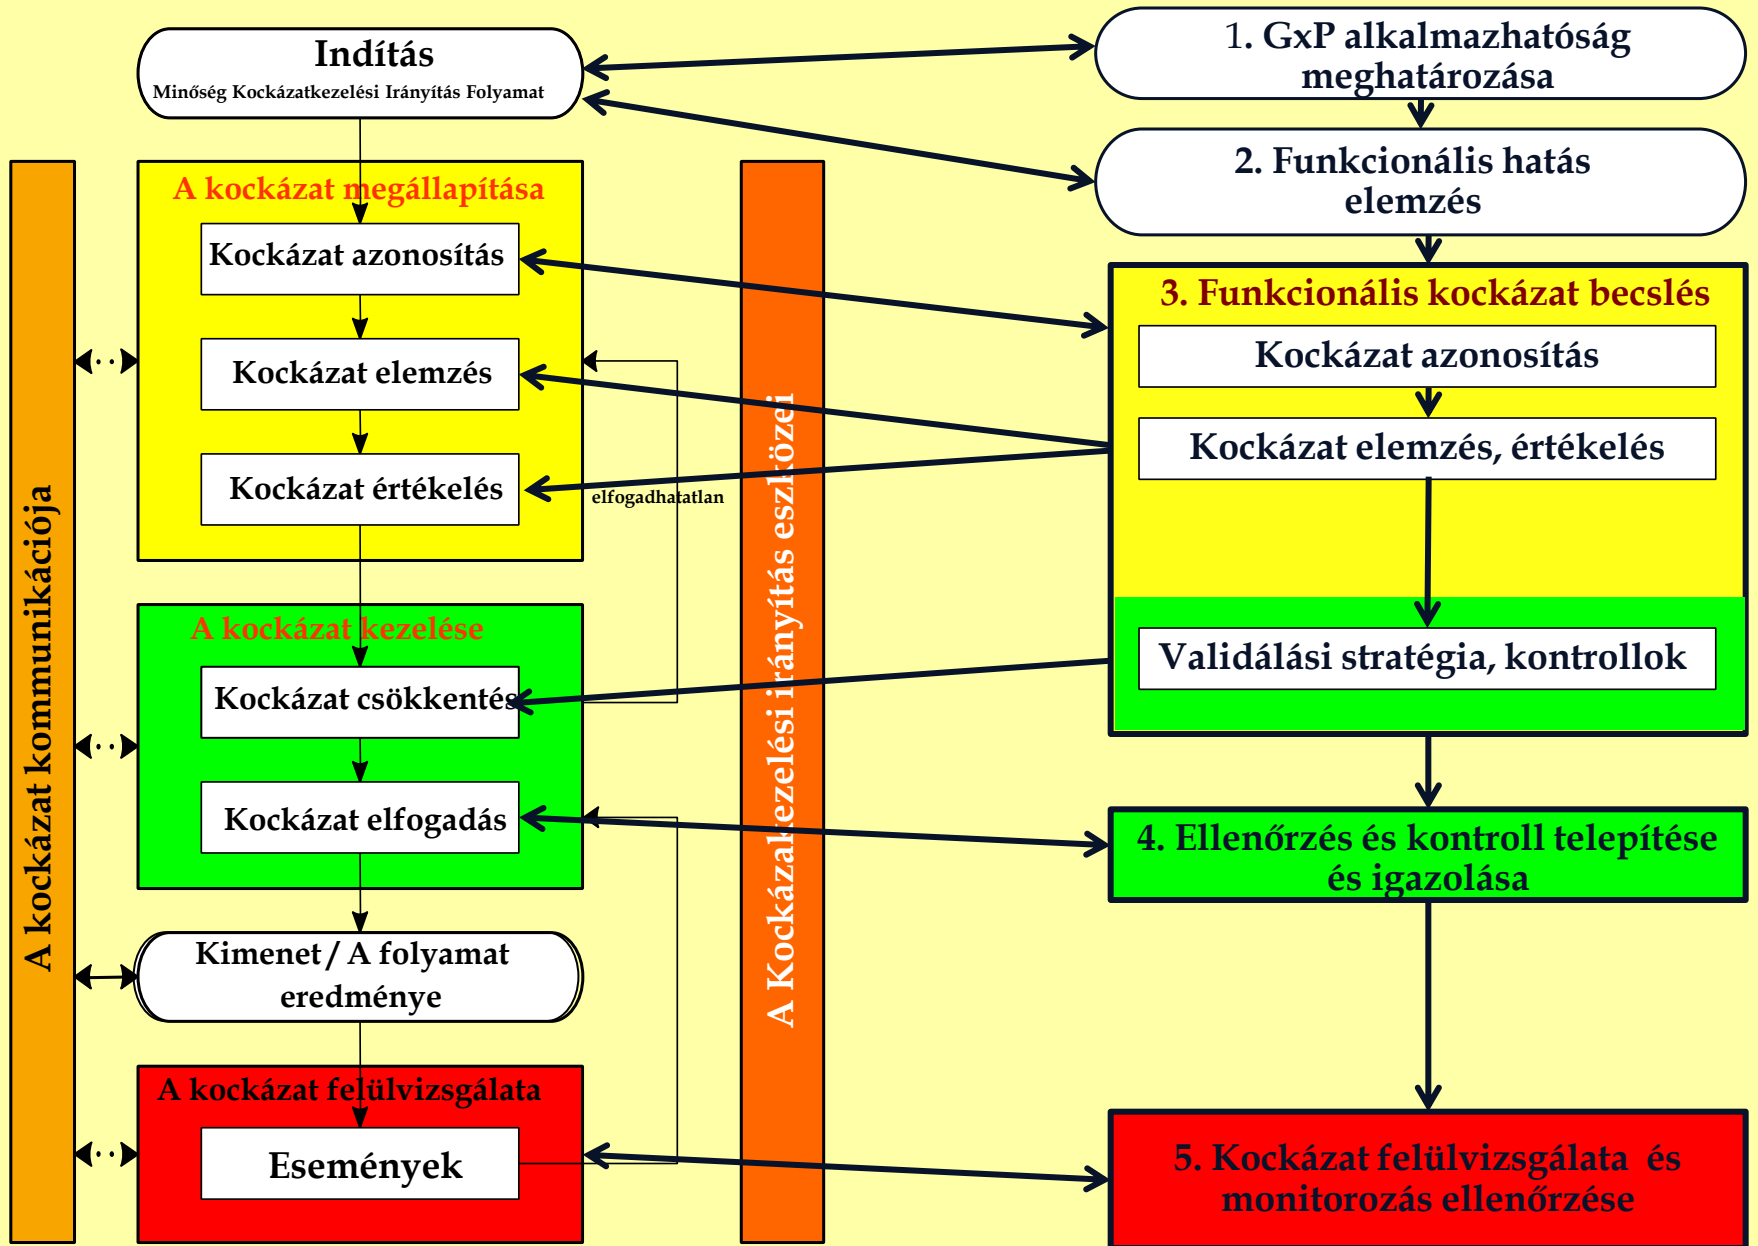 Indítás
Minőség Kockázatkezelési Irányítás Folyamat
A kockázat megállapítása
Kockázat azonosítás
Kockázat elemzés
Kockázat értékelés
elfogadhatatlan
A kockázat kezelése
Kockázat csökkentés
Kockázat elfogadás
Kimenet / A folyamat
eredménye
A kockázat felülvizsgálata
Események
A kockázat kommunikációja
A Kockázakezelési irányítás eszközei
1. GxP alkalmazhatóság
meghatározása
2. Funkcionális hatás
elemzés
3. Funkcionális kockázat becslés
Kockázat azonosítás
Kockázat elemzés, értékelés
Validálási stratégia, kontrollok
4. Ellenőrzés és kontroll telepítése
és igazolása
5. Kockázat felülvizsgálata és
monitorozás ellenőrzése